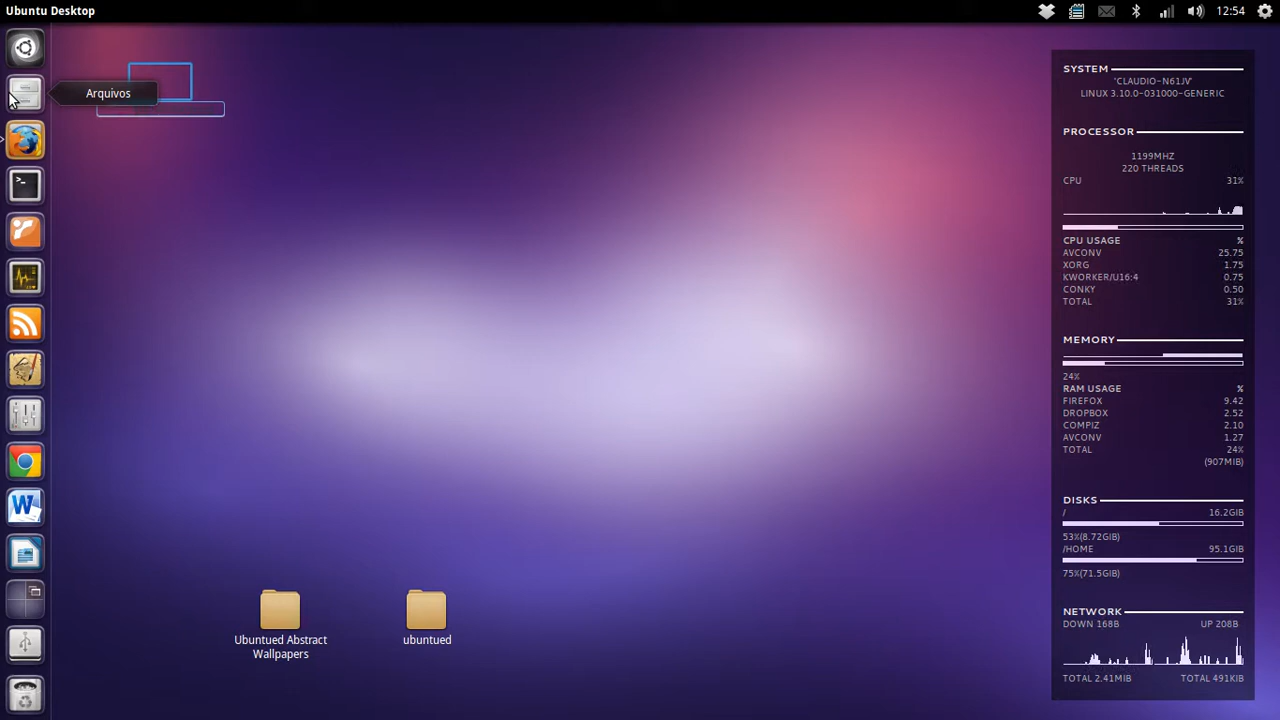 Ubuntu Desktop
12:54
Arquivos
Ubuntued Abstract
Wallpapers
ubuntued
SYSTEM
'CLAUDIO-N61JV'
LINUX 3.10.0-031000-GENERIC
PROCESSOR
1199MHZ
220 THREADS
CPU 31%
CPU USAGE %
AVCONV 25.75
XORG 1.75
KWORKER/U16:4 0.75
CONKY 0.50
TOTAL 31%
MEMORY
24%
RAM USAGE %
FIREFOX 9.42
DROPBOX 2.52
COMPIZ 2.10
AVCONV 1.27
TOTAL 24%
(907MIB)
DISKS
/ 16.2GIB
53%(8.72GIB)
/HOME 95.1GIB
75%(71.5GIB)
NETWORK
DOWN 168B UP 208B
TOTAL 2.41MIB TOTAL 491KIB